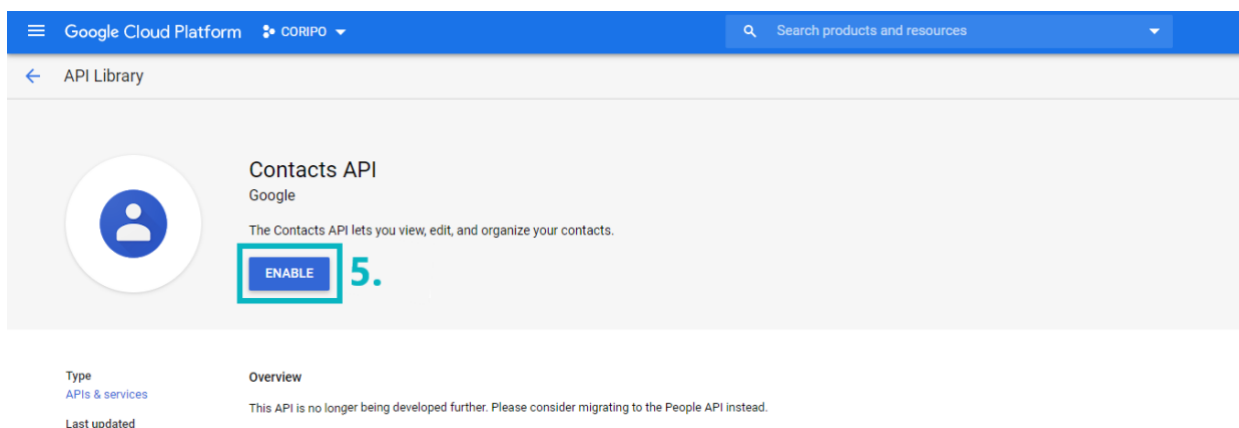 Google Cloud Platform CORIPO Search products and resources
API Library
Contacts API
Google
The Contacts API lets you view, edit, and organize your contacts.
ENABLE 5.
Type
APIs & services
Last updated
Overview
This API is no longer being developed further. Please consider migrating to the People API instead.